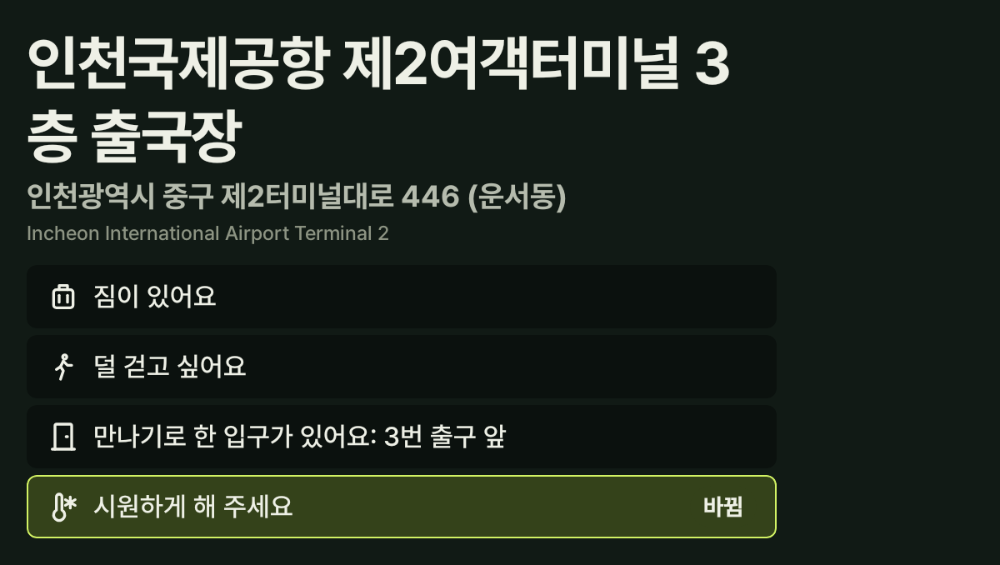 인천국제공항 제2여객터미널 3
층 출국장
인천광역시 중구 제2터미널대로 446 (운서동)
Incheon International Airport Terminal 2
짐이 있어요
덜 걷고 싶어요
만나기로 한 입구가 있어요: 3번 출구 앞
시원하게 해 주세요 바뀜